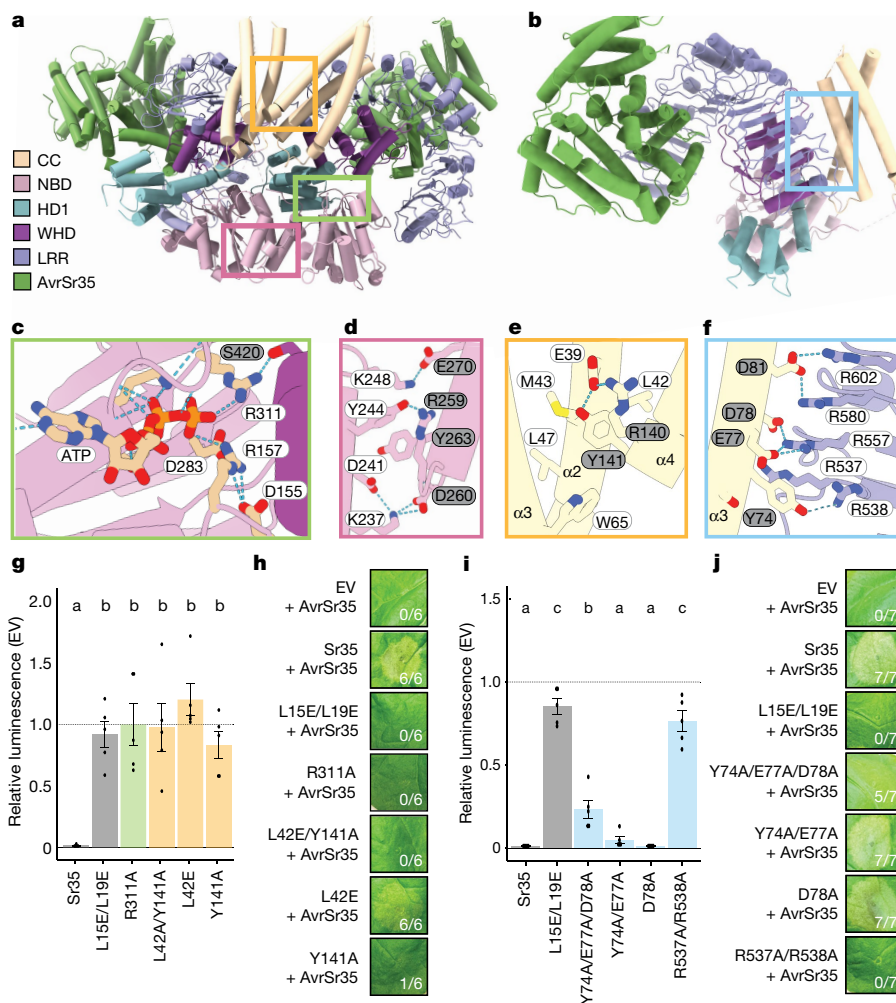 a
b
CC
NBD
HD1
WHD
LRR
AvrSr35
c
d
e
f
S420
R311
ATP
D283
R157
D155
K248
E270
R259
Y244
Y263
D241
D260
K237
E39
M43
L42
L47
R140
α2
Y141
α4
α3
W65
D81
R602
R580
D78
E77
R557
R537
α3
Y74
R538
g
Relative luminescence (EV)
2.0
1.5
1.0
0.5
0
a b b b b b
Sr35
L15E/L19E
R311A
L42A/Y141A
L42E
Y141A
h
EV
+ AvrSr35
0/6
Sr35
+ AvrSr35
6/6
L15E/L19E
+ AvrSr35
0/6
R311A
+ AvrSr35
0/6
L42E/Y141A
+ AvrSr35
0/6
L42E
+ AvrSr35
6/6
Y141A
+ AvrSr35
1/6
i
Relative luminescence (EV)
1.5
1.0
0.5
0
a c b a a c
Sr35
L15E/L19E
Y74A/E77A/D78A
Y74A/E77A
D78A
R537A/R538A
j
EV
+ AvrSr35
0/7
Sr35
+ AvrSr35
7/7
L15E/L19E
+ AvrSr35
0/7
Y74A/E77A/D78A
+ AvrSr35
5/7
Y74A/E77A
+ AvrSr35
7/7
D78A
+ AvrSr35
7/7
R537A/R538A
+ AvrSr35
0/7